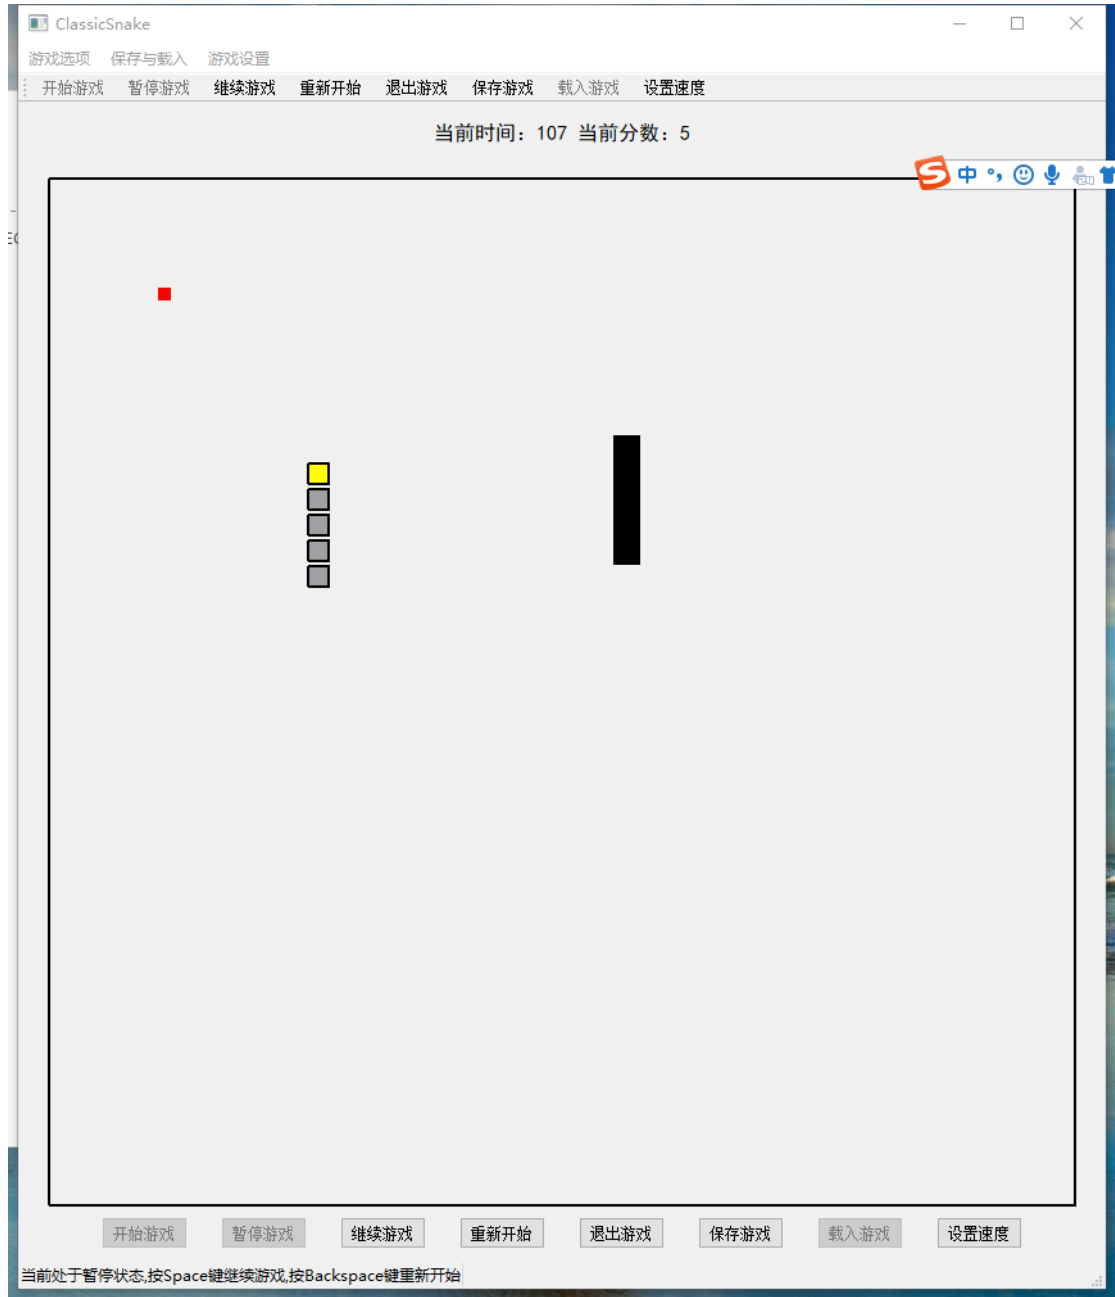 ClassicSnake
游戏选项 保存与载入 游戏设置
开始游戏 暂停游戏 继续游戏 重新开始 退出游戏 保存游戏 载入游戏 设置速度
当前时间：107 当前分数：5
中
开始游戏 暂停游戏 继续游戏 重新开始 退出游戏 保存游戏 载入游戏 设置速度
当前处于暂停状态,按Space键继续游戏,按Backspace键重新开始